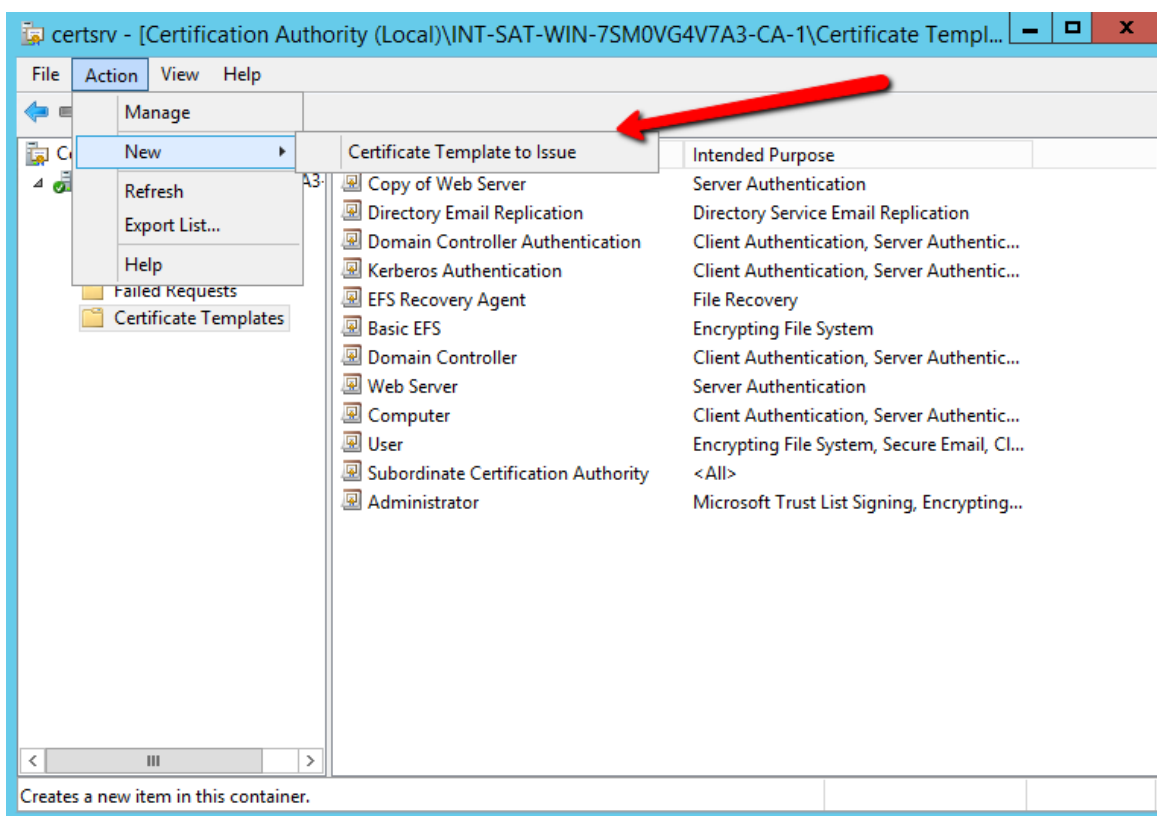 certsrv - [Certification Authority (Local)\INT-SAT-WIN-7SM0VG4V7A3-CA-1\Certificate Templ...
File Action View Help
Manage
New
Certificate Template to Issue
Intended Purpose
Refresh
Export List...
Help
A3-
Copy of Web Server Server Authentication
Directory Email Replication Directory Service Email Replication
Domain Controller Authentication Client Authentication, Server Authentic...
Kerberos Authentication Client Authentication, Server Authentic...
Failed Requests
EFS Recovery Agent File Recovery
Certificate Templates
Basic EFS Encrypting File System
Domain Controller Client Authentication, Server Authentic...
Web Server Server Authentication
Computer Client Authentication, Server Authentic...
User Encrypting File System, Secure Email, Cl...
Subordinate Certification Authority <All>
Administrator Microsoft Trust List Signing, Encrypting...
Creates a new item in this container.